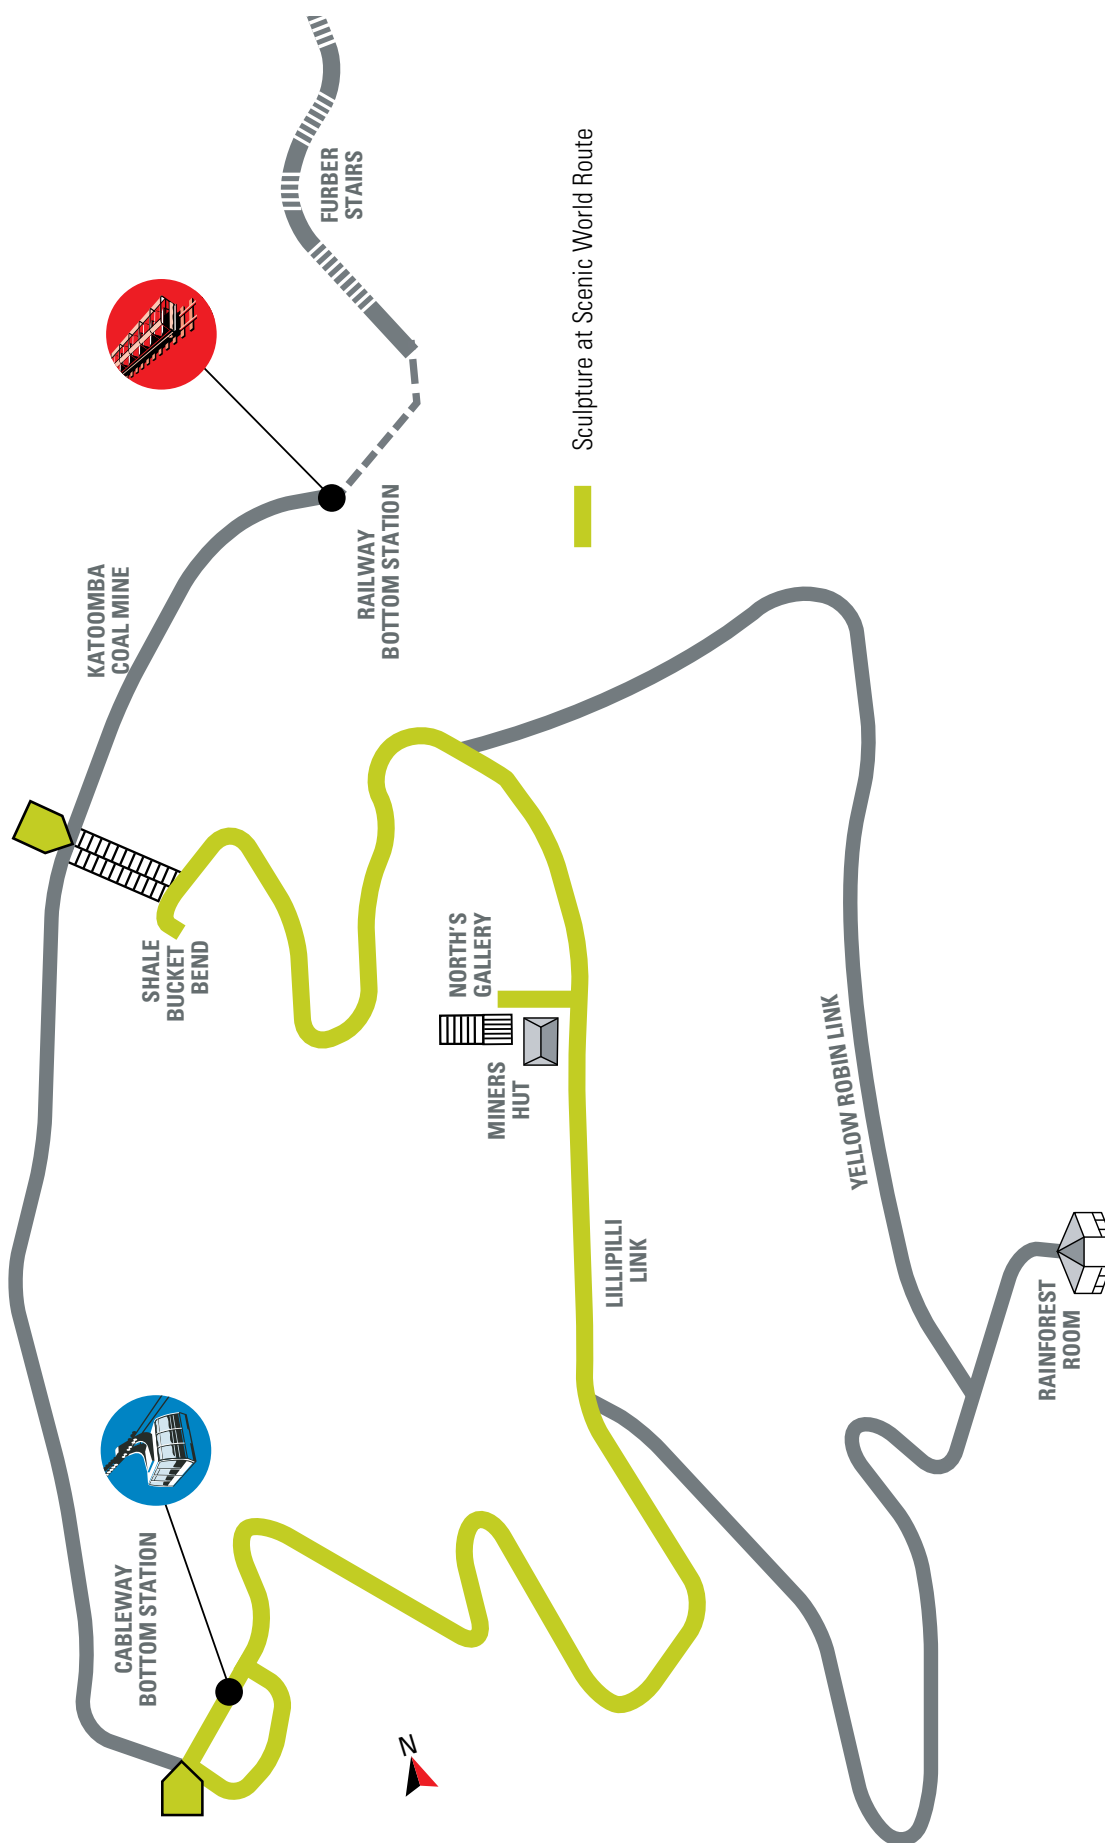 FURBER
STAIRS
Sculpture at Scenic World Route
RAILWAY
BOTTOM STATION
KATOOMBA
COAL MINE
SHALE
BUCKET
BEND
NORTH'S
GALLERY
MINERS
HUT
YELLOW ROBIN LINK
LILLIPILLI
LINK
RAINFOREST
ROOM
CABLEWAY
BOTTOM STATION
N